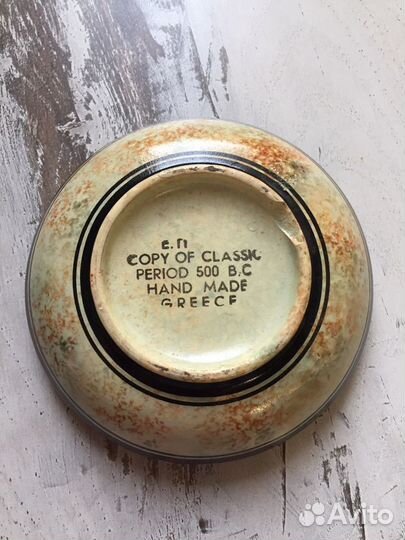 Ε.Π
COPY OF CLASSIC
PERIOD 500 B.C
HAND MADE
GREECE
Avito